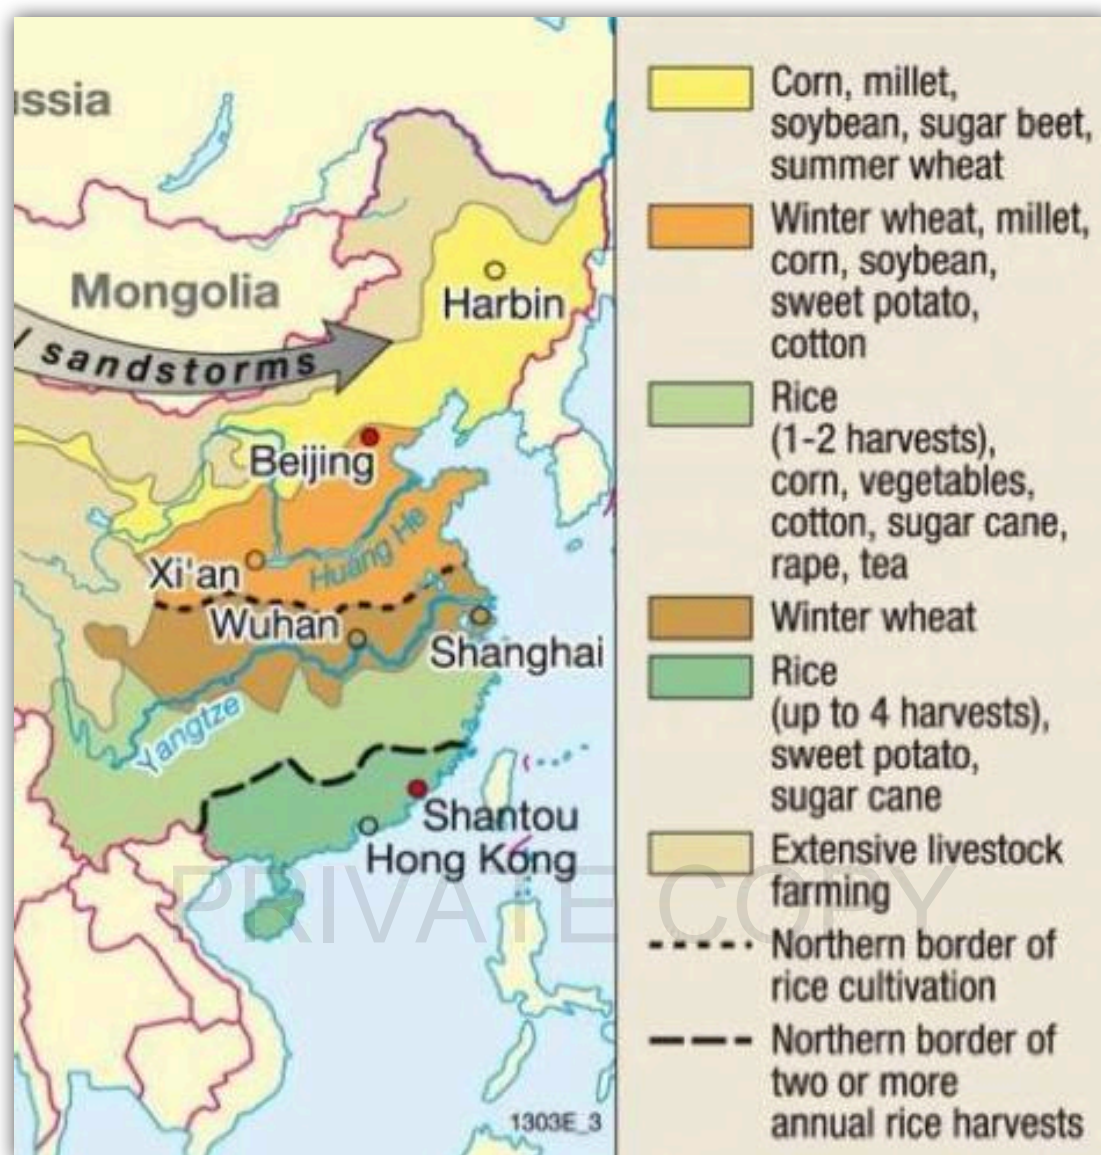 ssia
Mongolia
sandstorms
Harbin
Beijing
Huang He
Xi'an
Wuhan
Shanghai
Yangtze
Shantou
Hong Kong
1303E_3
Corn, millet,
soybean, sugar beet,
summer wheat
Winter wheat, millet,
corn, soybean,
sweet potato,
cotton
Rice
(1-2 harvests),
corn, vegetables,
cotton, sugar cane,
rape, tea
Winter wheat
Rice
(up to 4 harvests),
sweet potato,
sugar cane
Extensive livestock
farming
Northern border of
rice cultivation
Northern border of
two or more
annual rice harvests
PRIVATE COPY